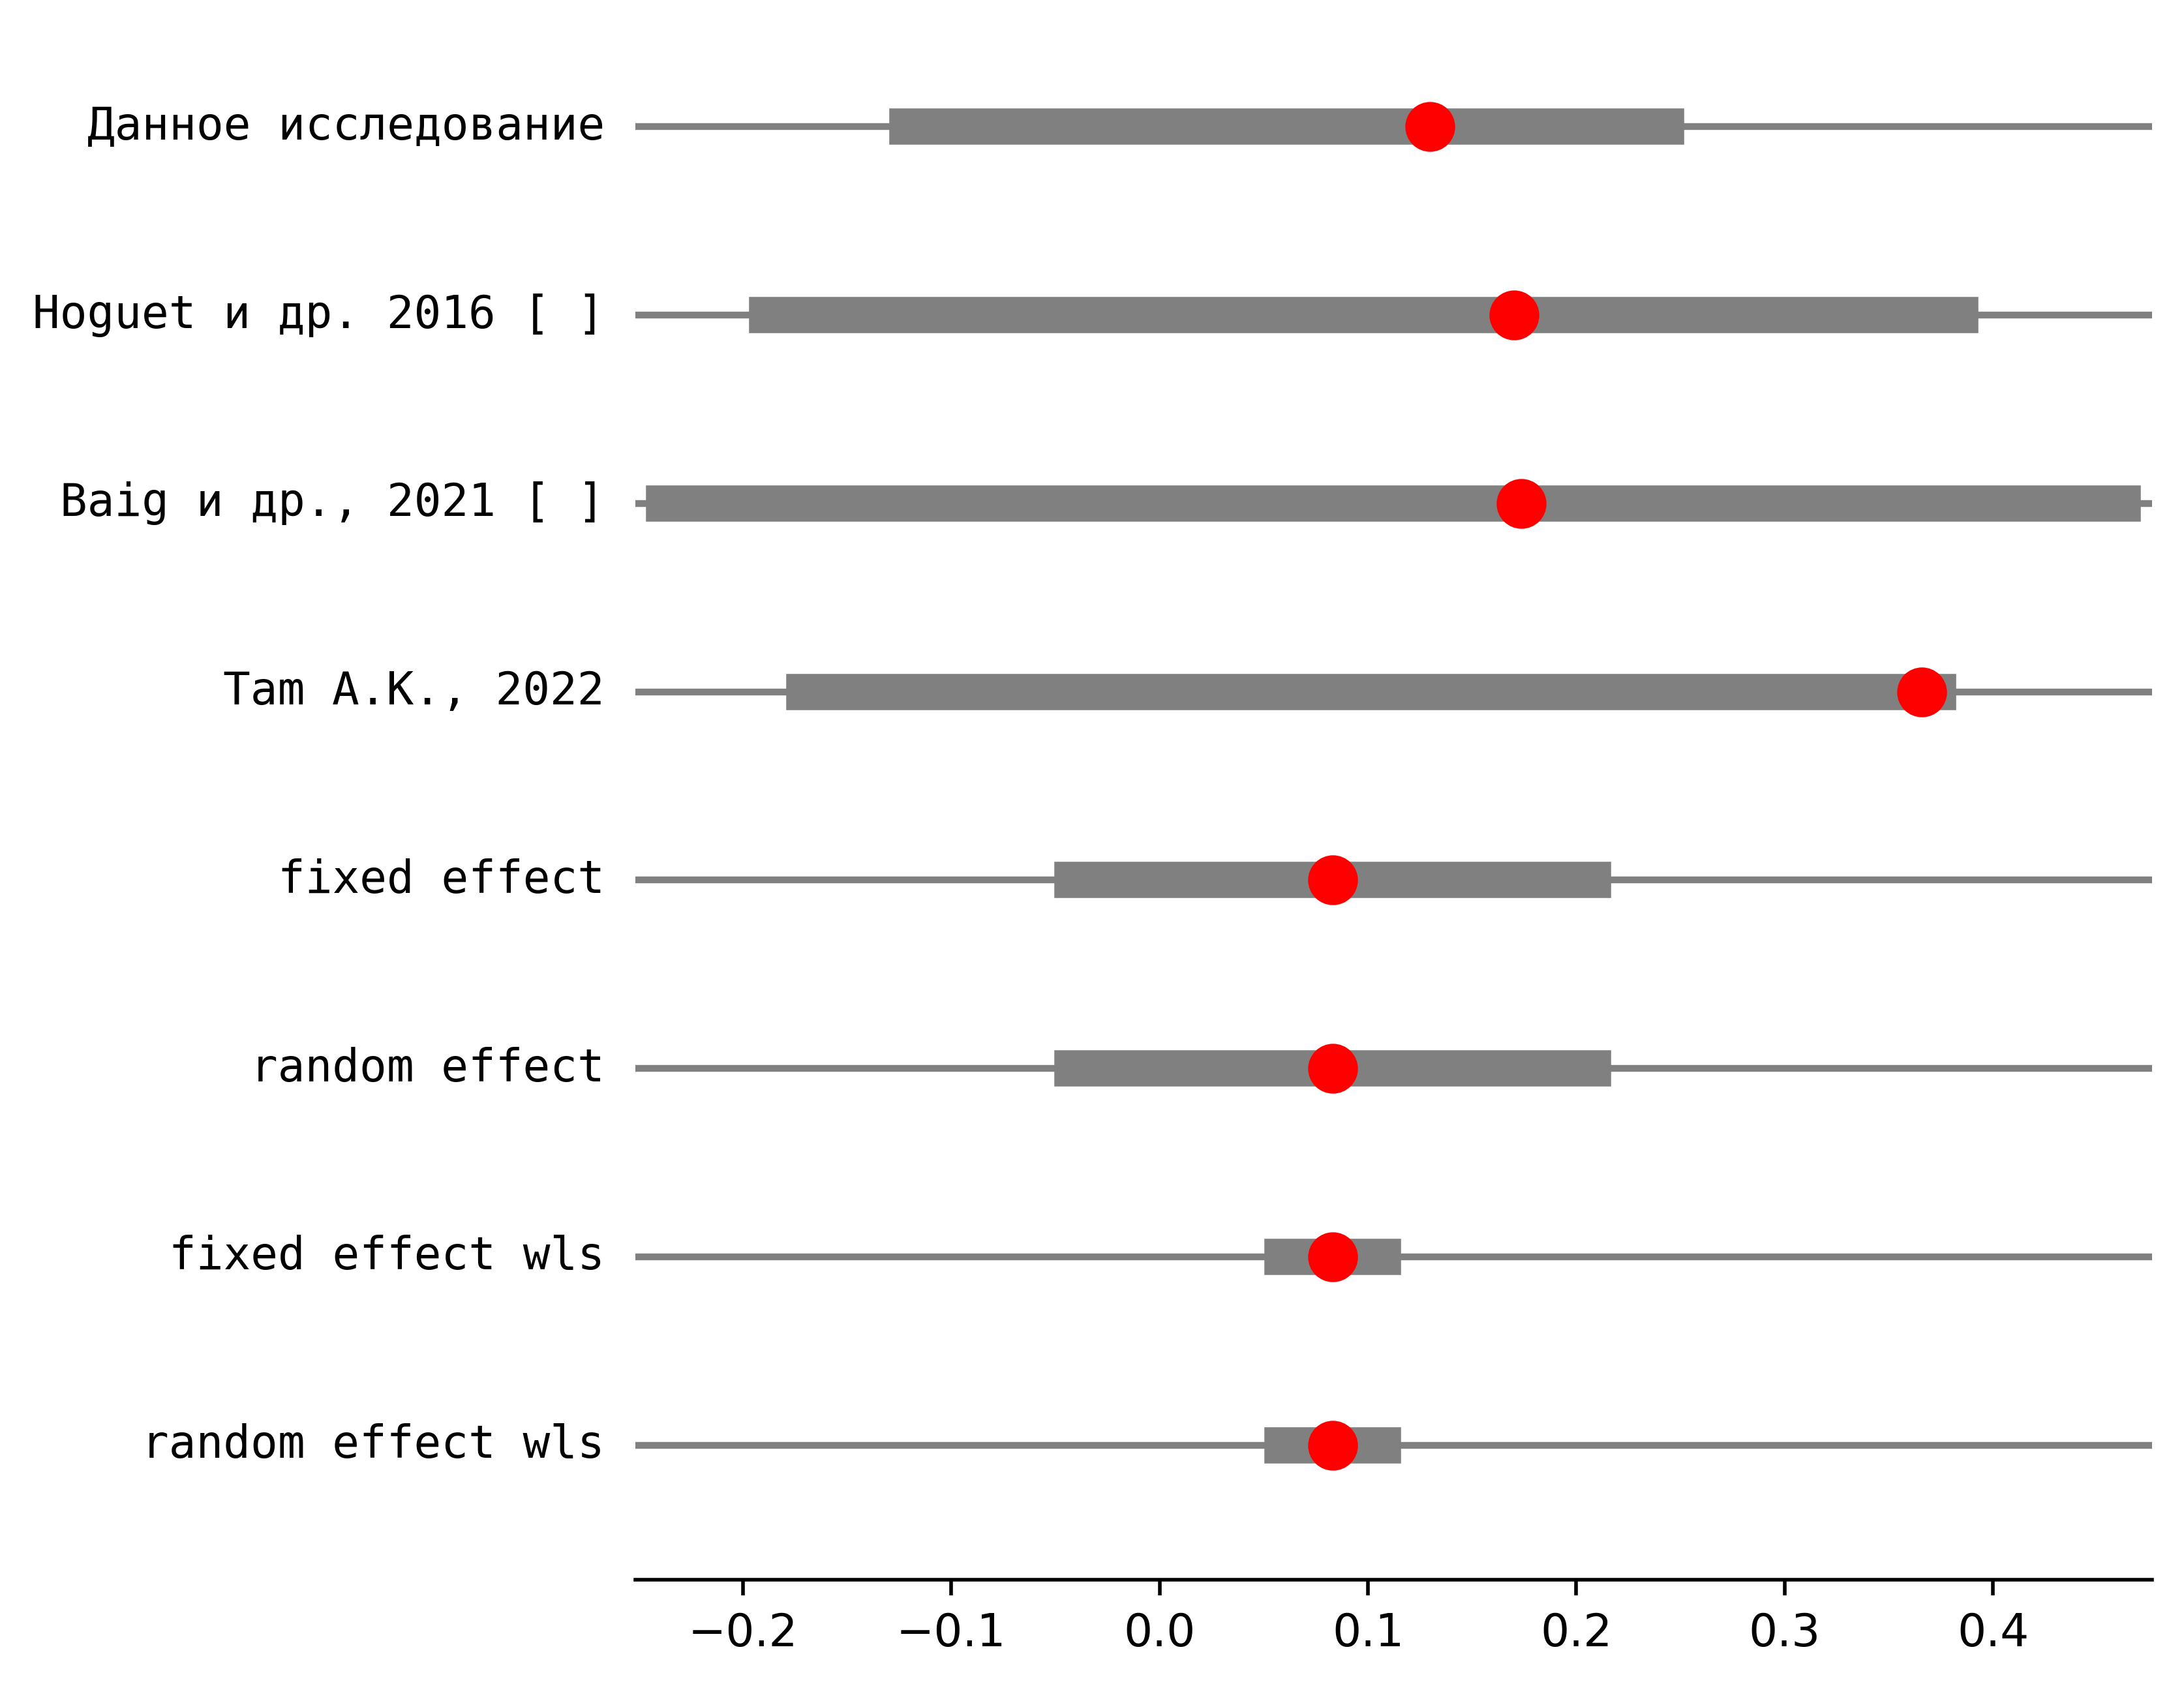 Данное исследование
Hoguet и др. 2016 [ ]
Baig и др., 2021 [ ]
Tam A.K., 2022
fixed effect
random effect
fixed effect wls
random effect wls
−0.2 −0.1 0.0 0.1 0.2 0.3 0.4